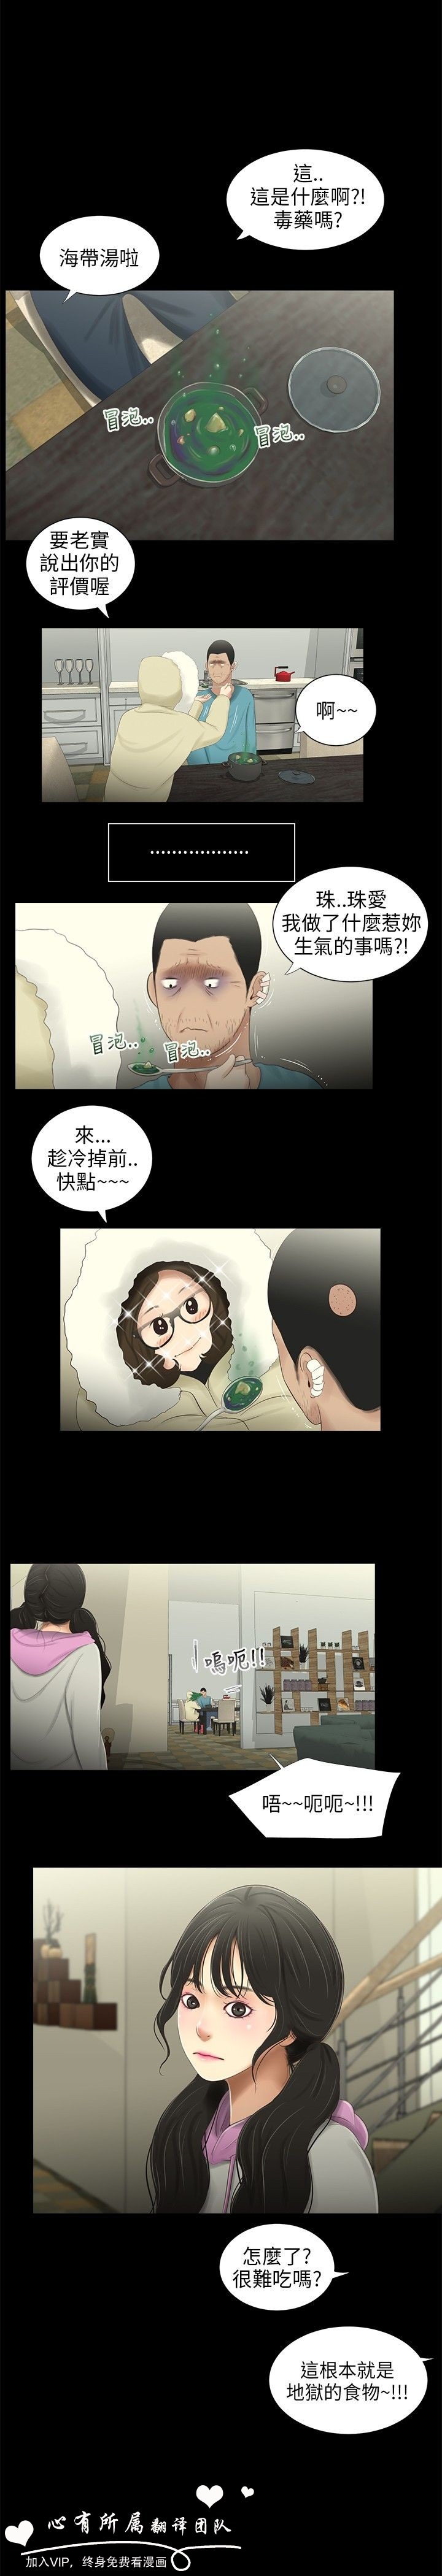 這..
這是什麼啊?!
毒藥嗎?
海帶湯啦
冒泡..
冒泡..
要老實
說出你的
評價喔
啊~~
..................
珠..珠愛
我做了什麼惹妳
生氣的事嗎?!
冒泡..
冒泡..
來...
趁冷掉前..
快點~~~
嗚呃!!
唔~~呃呃~!!!
怎麼了?
很難吃嗎?
這根本就是
地獄的食物~!!!
心有所属翻译团队
加入VIP，终身免费看漫画